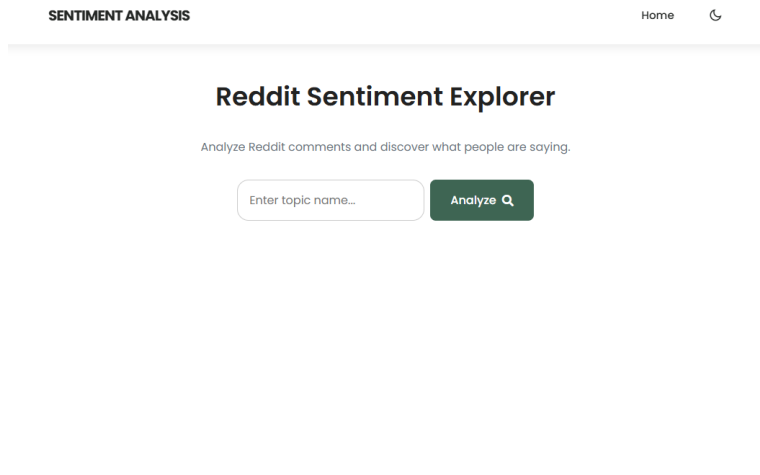 SENTIMENT ANALYSIS
Home
Reddit Sentiment Explorer
Analyze Reddit comments and discover what people are saying.
Enter topic name...
Analyze